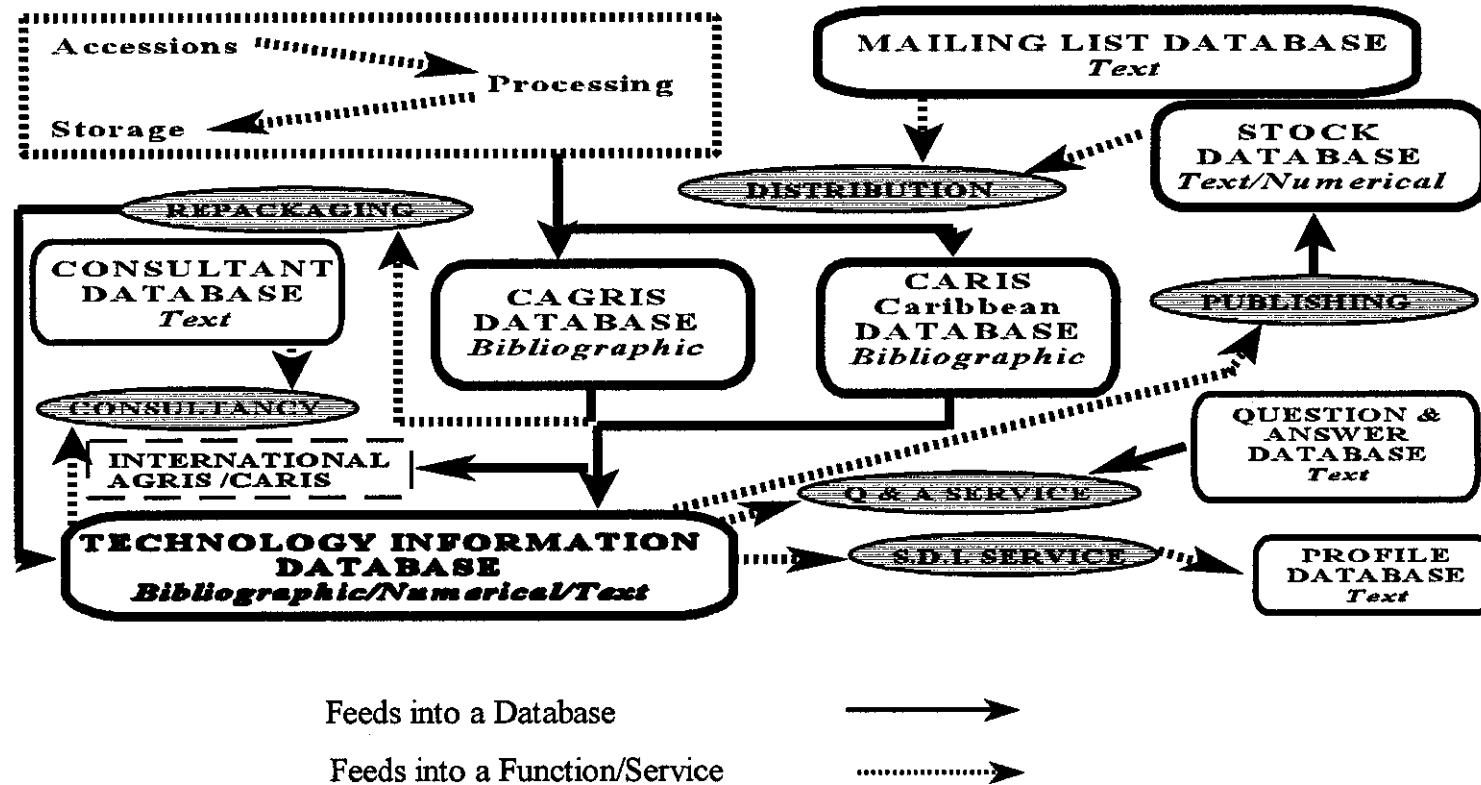 Accessions
Processing
Storage
MAILING LIST DATABASE
Text
STOCK
DATABASE
Text/Numerical
DISTRIBUTION
REPACKAGING
CONSULTANT
DATABASE
Text
CAGRIS
DATABASE
Bibliographic
CARIS
Caribbean
DATABASE
Bibliographic
PUBLISHING
CONSULTANCY
QUESTION &
ANSWER
DATABASE
Text
INTERNATIONAL
AGRIS /CARIS
Q & A SERVICE
TECHNOLOGY INFORMATION
DATABASE
Bibliographic/Numerical/Text
S.D.I. SERVICE
PROFILE
DATABASE
Text
Feeds into a Database
Feeds into a Function/Service